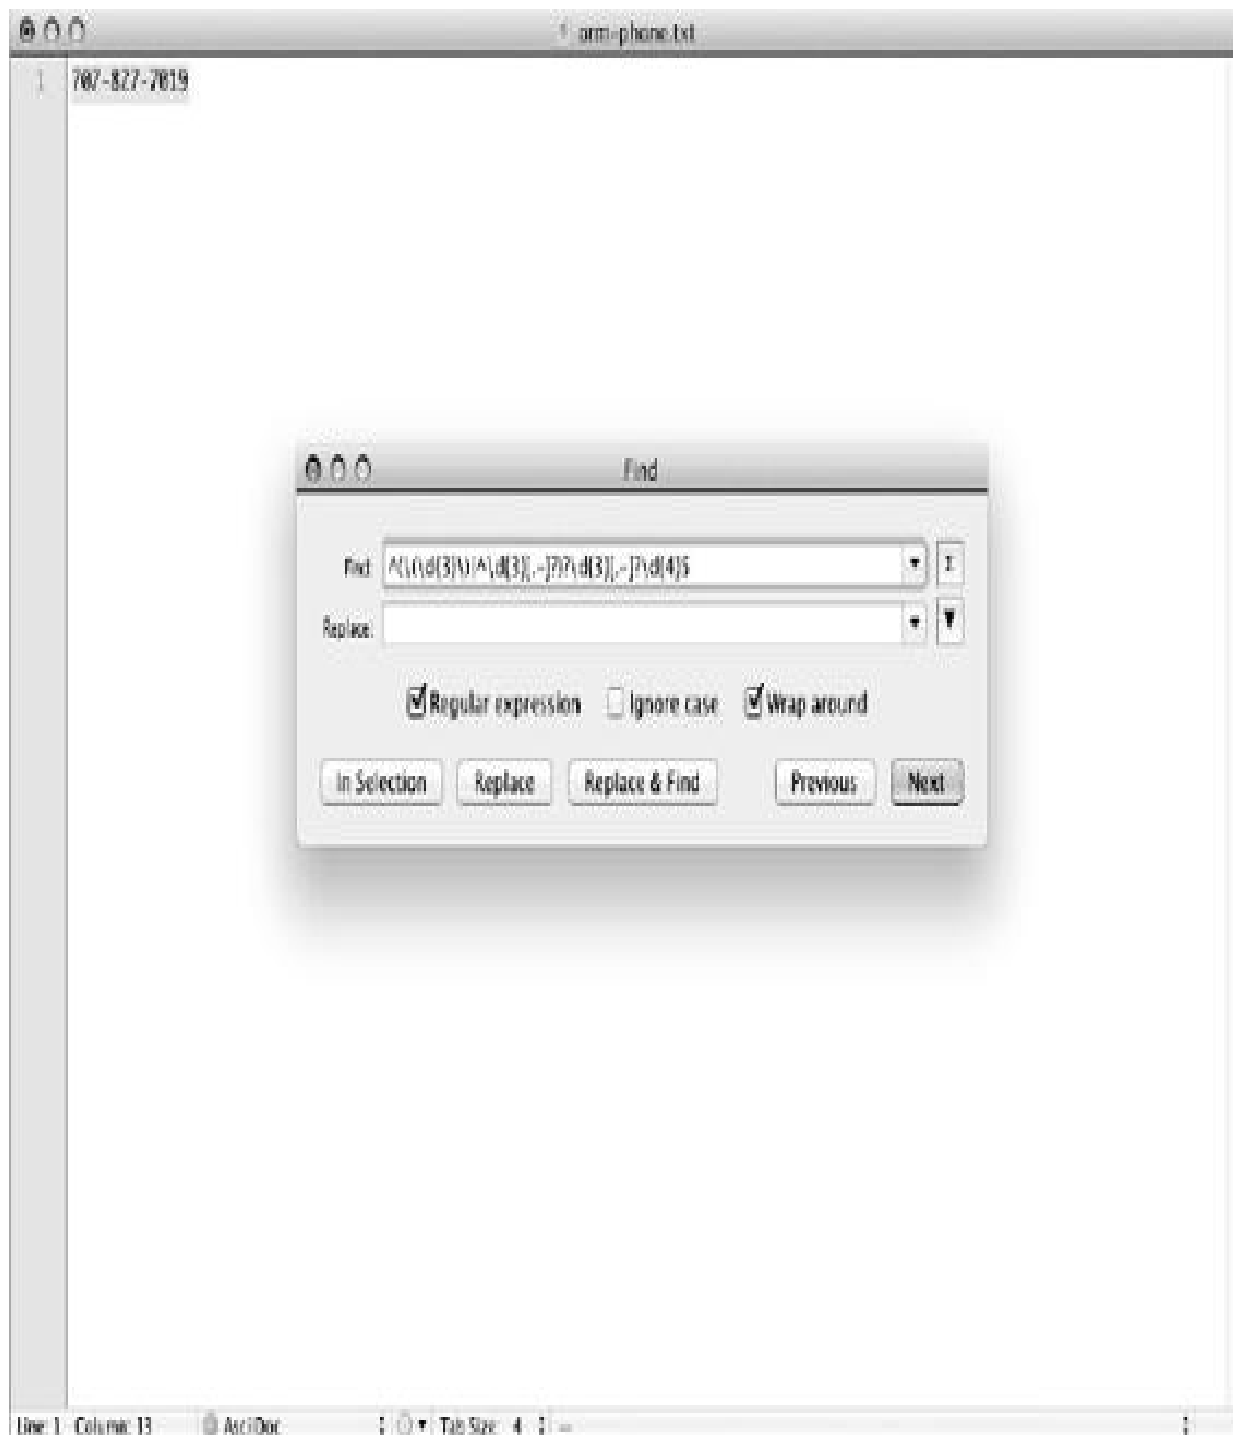 orm-phone.txt
1 707-827-7019
Find
Find: ^(\(\d{3}\)|^\d{3}[.-]?)?\d{3}[.-]?\d{4}$
Replace:
Regular expression Ignore case Wrap around
In Selection Replace Replace & Find Previous Next
Line: 1 Column: 13 AsciiDoc Tab Size: 4